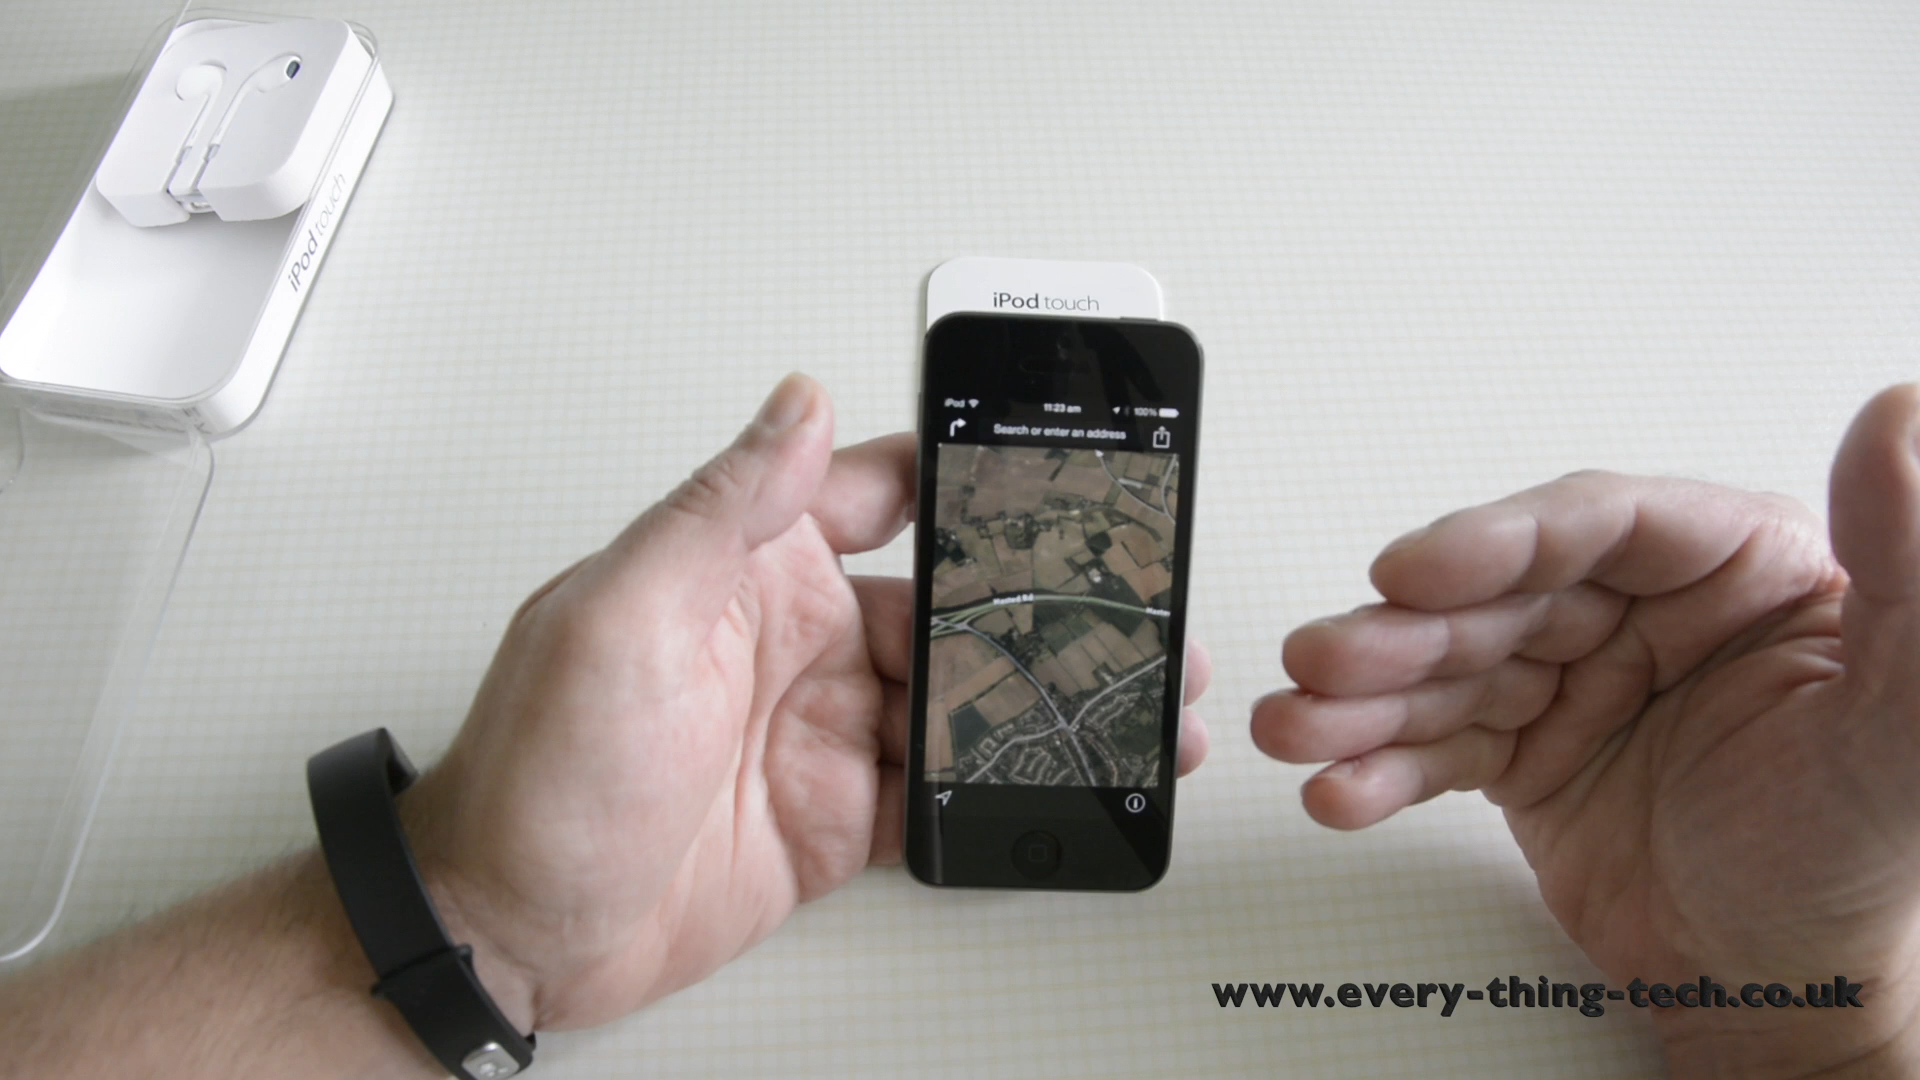 iPod touch
iPod touch
iPod 11:23 am 100%
Search or enter an address
www.every-thing-tech.co.uk